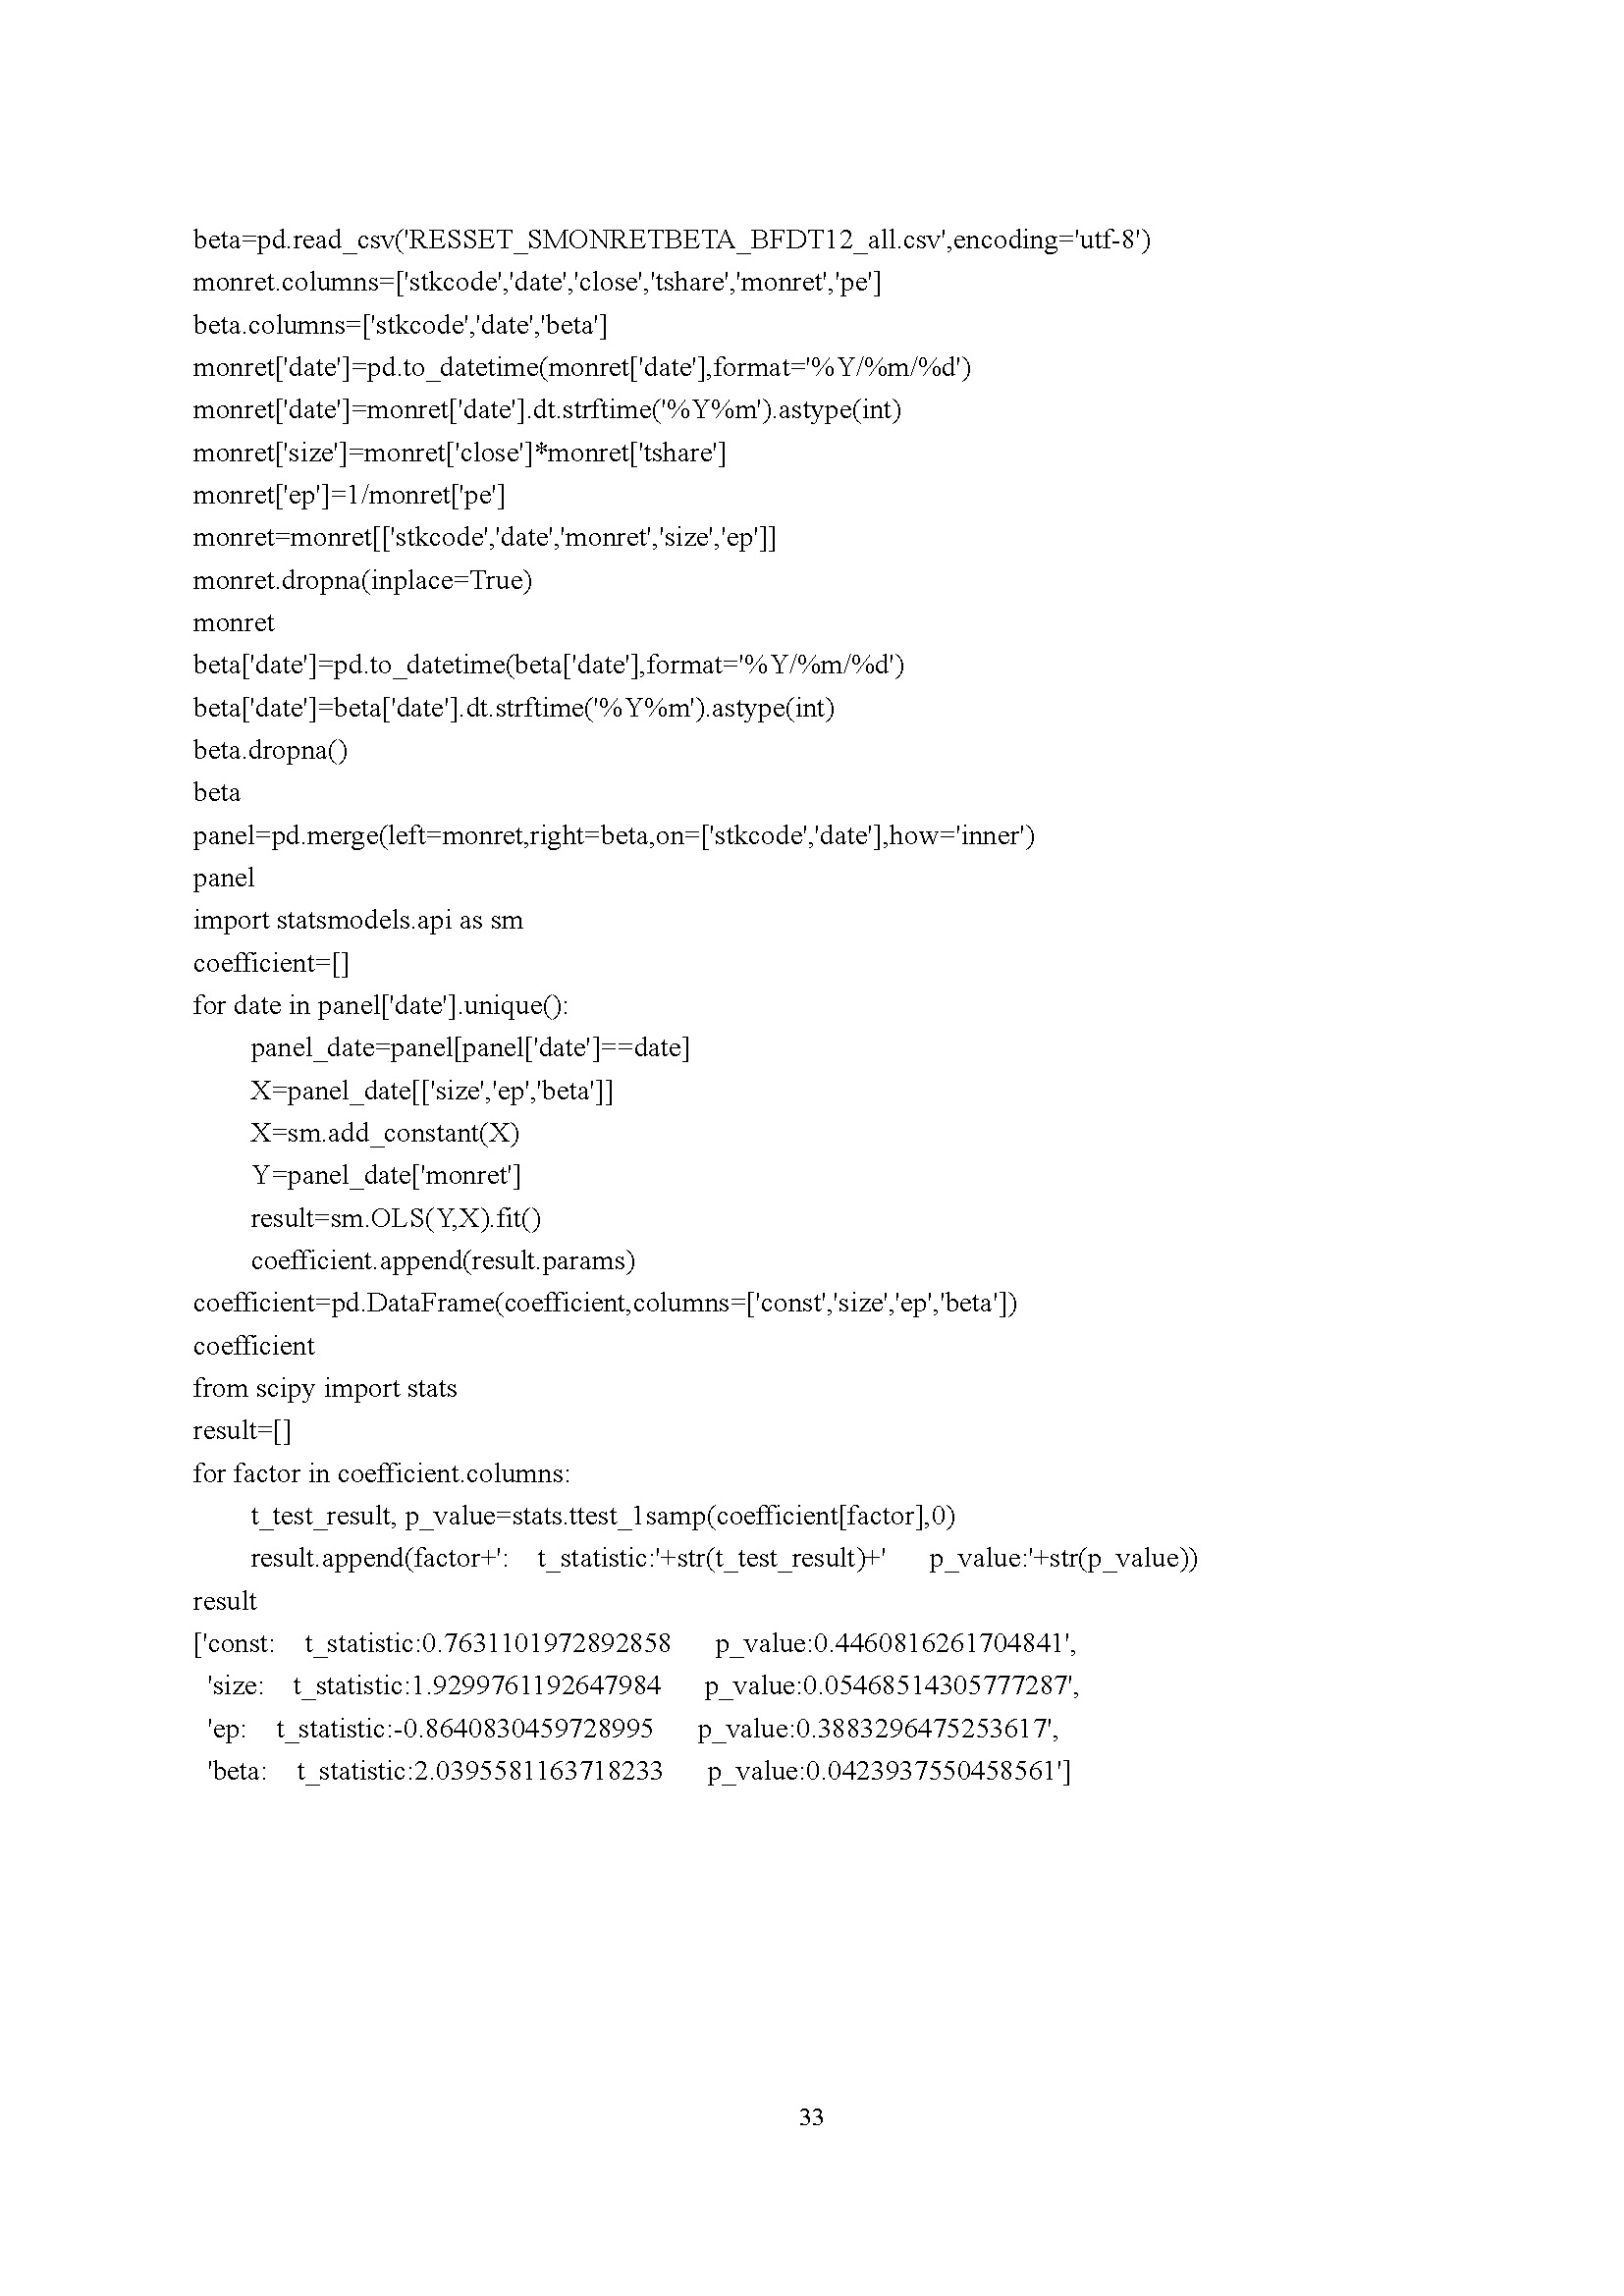 beta=pd.read_csv('RESSET_SMONRETBETA_BFDT12_all.csv',encoding='utf-8')
monret.columns=['stkcode','date','close','tshare','monret','pe']
beta.columns=['stkcode','date','beta']
monret['date']=pd.to_datetime(monret['date'],format='%Y/%m/%d')
monret['date']=monret['date'].dt.strftime('%Y%m').astype(int)
monret['size']=monret['close']*monret['tshare']
monret['ep']=1/monret['pe']
monret=monret[['stkcode','date','monret','size','ep']]
monret.dropna(inplace=True)
monret
beta['date']=pd.to_datetime(beta['date'],format='%Y/%m/%d')
beta['date']=beta['date'].dt.strftime('%Y%m').astype(int)
beta.dropna()
beta
panel=pd.merge(left=monret,right=beta,on=['stkcode','date'],how='inner')
panel
import statsmodels.api as sm
coefficient=[]
for date in panel['date'].unique():
    panel_date=panel[panel['date']==date]
    X=panel_date[['size','ep','beta']]
    X=sm.add_constant(X)
    Y=panel_date['monret']
    result=sm.OLS(Y,X).fit()
    coefficient.append(result.params)
coefficient=pd.DataFrame(coefficient,columns=['const','size','ep','beta'])
coefficient
from scipy import stats
result=[]
for factor in coefficient.columns:
    t_test_result, p_value=stats.ttest_1samp(coefficient[factor],0)
    result.append(factor+':  t_statistic:'+str(t_test_result)+'   p_value:'+str(p_value))
result
['const:  t_statistic:0.7631101972892858   p_value:0.4460816261704841',
 'size:  t_statistic:1.9299761192647984   p_value:0.05468514305777287',
 'ep:  t_statistic:-0.8640830459728995   p_value:0.3883296475253617',
 'beta:  t_statistic:2.0395581163718233   p_value:0.0423937550458561']
33